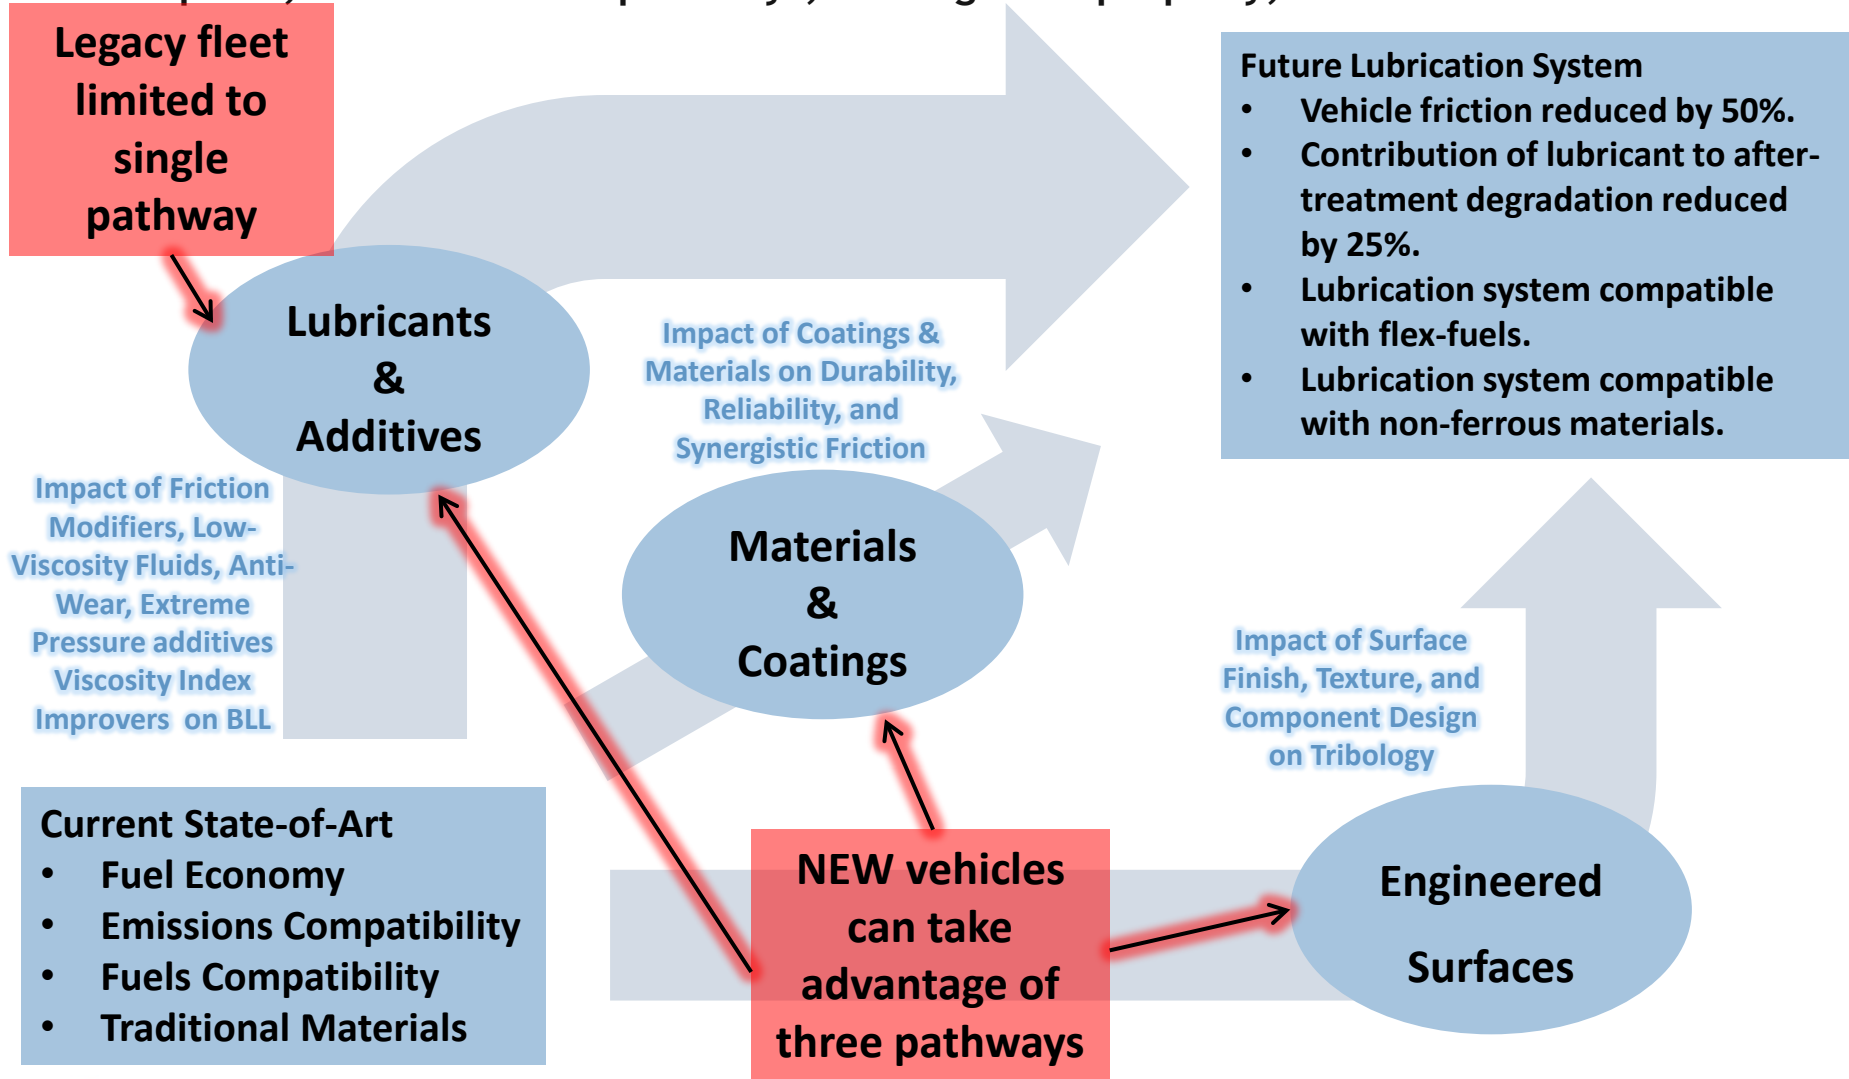 Legacy fleet
limited to
single
pathway
Future Lubrication System
• Vehicle friction reduced by 50%.
• Contribution of lubricant to after-
treatment degradation reduced
by 25%.
• Lubrication system compatible
with flex-fuels.
• Lubrication system compatible
with non-ferrous materials.
Lubricants
&
Additives
Impact of Coatings &
Materials on Durability,
Reliability, and
Synergistic Friction
Impact of Friction
Modifiers, Low-
Viscosity Fluids, Anti-
Wear, Extreme
Pressure additives
Viscosity Index
Improvers on BLL
Materials
&
Coatings
Impact of Surface
Finish, Texture, and
Component Design
on Tribology
Current State-of-Art
• Fuel Economy
• Emissions Compatibility
• Fuels Compatibility
• Traditional Materials
NEW vehicles
can take
advantage of
three pathways
Engineered
Surfaces